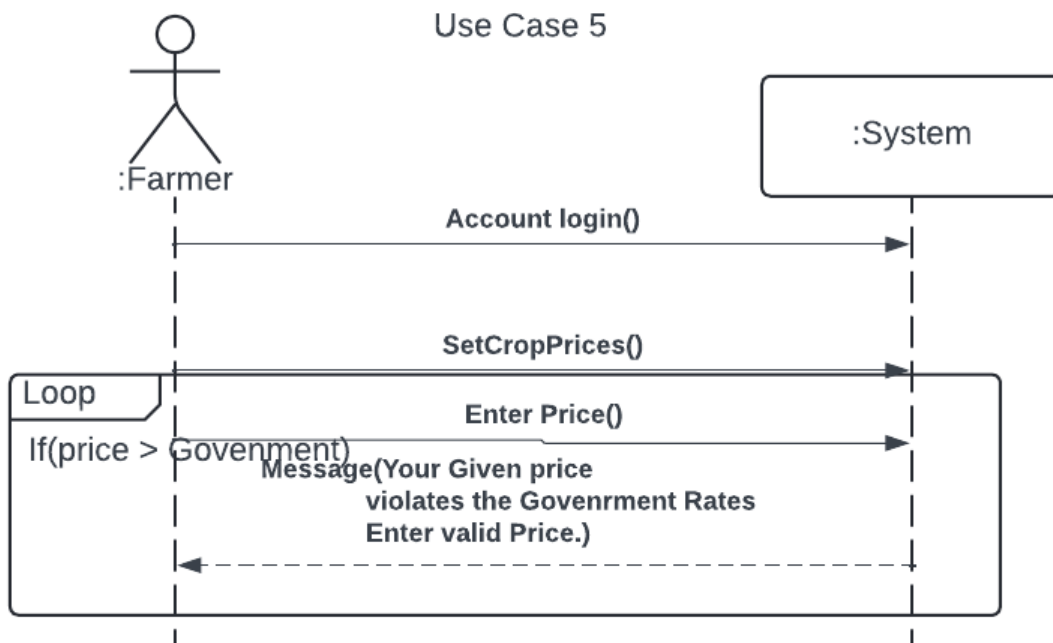 Use Case 5
:System
:Farmer
Account login()
SetCropPrices()
Loop
Enter Price()
If(price > Govenment)
Message(Your Given price
violates the Govenrment Rates
Enter valid Price.)